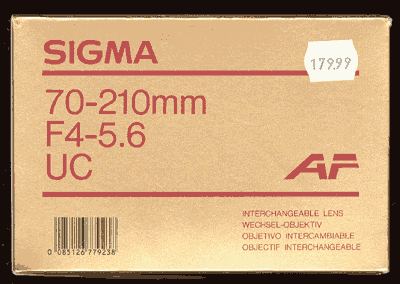 SIGMA
179.99
70-210mm
F4-5.6
UC
AF
INTERCHANGEABLE LENS
WECHSEL-OBJEKTIV
OBJETIVO INTERCAMBIABLE
OBJECTIF INTERCHANGEABLE
0 085126 779238